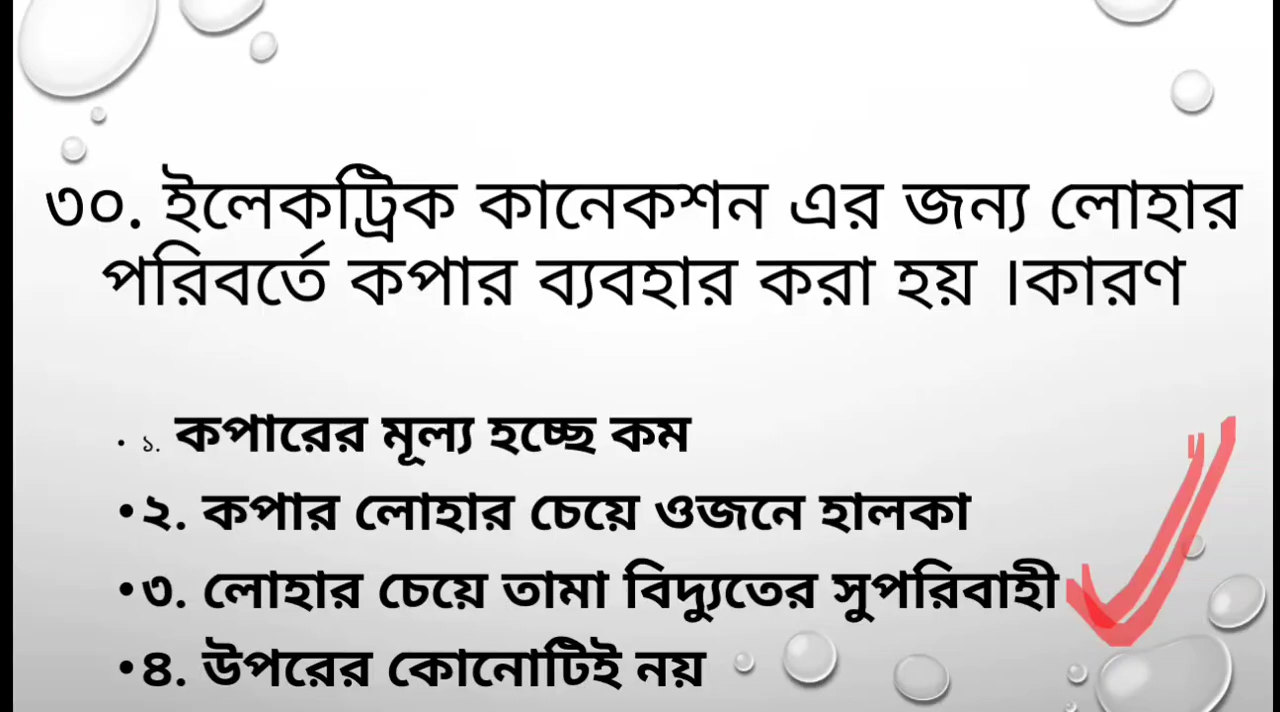 ৩০. ইলেকট্রিক কানেকশন এর জন্য লোহার
পরিবর্তে কপার ব্যবহার করা হয় ।কারণ
• ১. কপারের মূল্য হচ্ছে কম
• ২. কপার লোহার চেয়ে ওজনে হালকা
• ৩. লোহার চেয়ে তামা বিদ্যুতের সুপরিবাহী
• ৪. উপরের কোনোটিই নয়